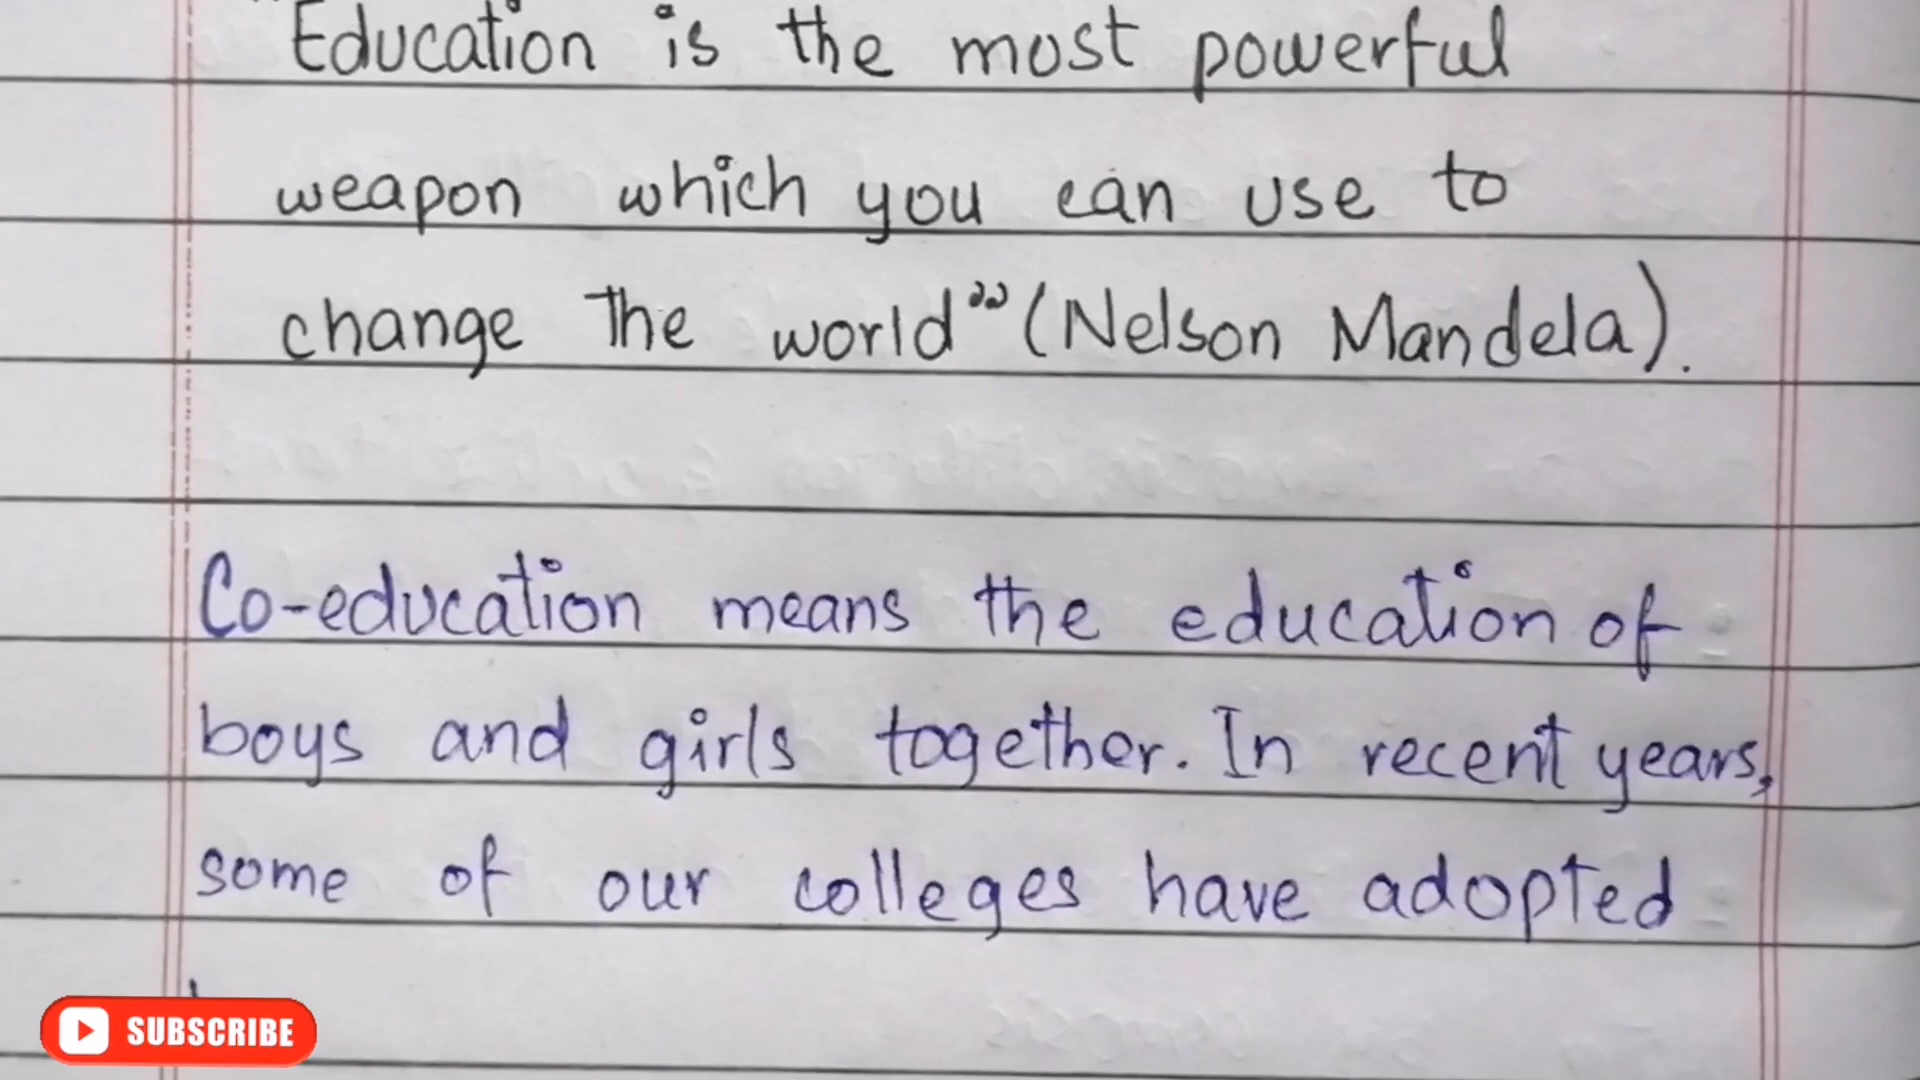 "Education is the most powerful
weapon which you can use to
change the world" (Nelson Mandela).
Co-education means the education of
boys and girls together. In recent years,
some of our colleges have adopted
SUBSCRIBE